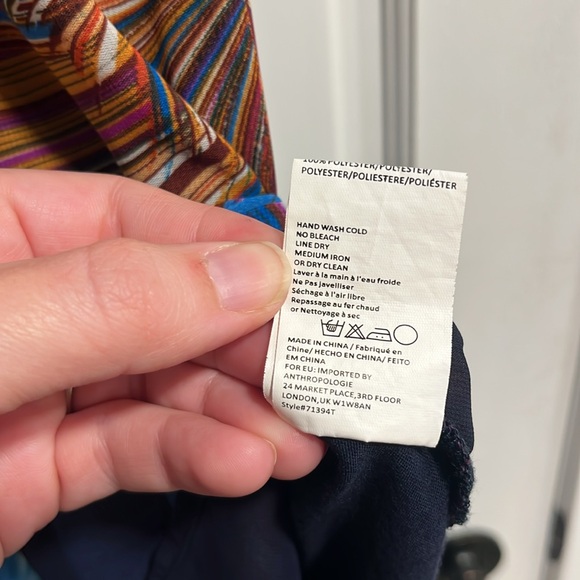 100% POLYESTER/POLYESTER/
POLYESTER/POLIESTERE/POLIÉSTER
HAND WASH COLD
NO BLEACH
LINE DRY
MEDIUM IRON
OR DRY CLEAN
Laver à la main à l'eau froide
Ne Pas javelliser
Séchage à l'air libre
Repassage au fer chaud
or Nettoyage à sec
MADE IN CHINA / Fabriqué en
Chine/ HECHO EN CHINA/ FEITO
EM CHINA
FOR EU: IMPORTED BY
ANTHROPOLOGIE
24 MARKET PLACE,3RD FLOOR
LONDON,UK W1W8AN
Style#71394T